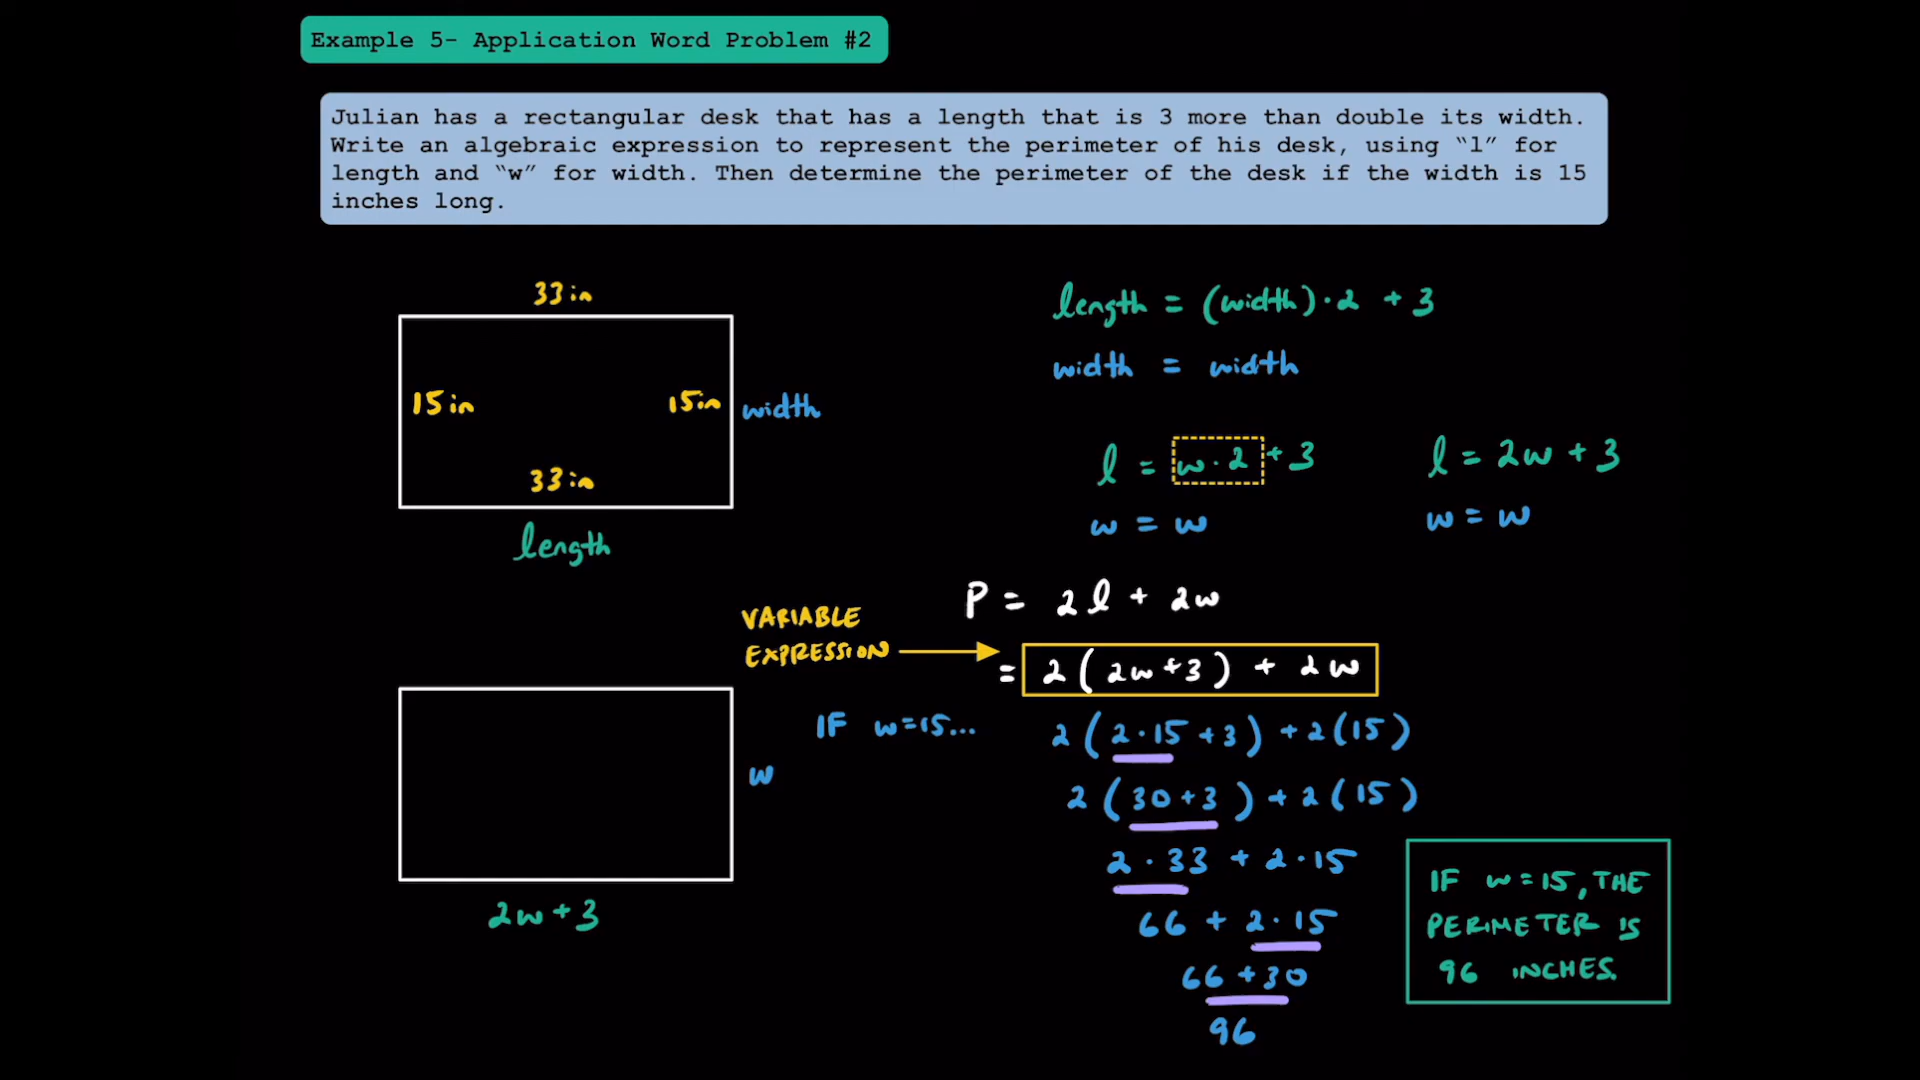 Example 5- Application Word Problem #2
Julian has a rectangular desk that has a length that is 3 more than double its width.
Write an algebraic expression to represent the perimeter of his desk, using “l” for
length and “w” for width. Then determine the perimeter of the desk if the width is 15
inches long.
33 in
15 in
15in
width
33 in
length
length = (width) · 2 + 3
width = width
l = w · 2 + 3
w = w
l = 2w + 3
w = w
P = 2l + 2w
VARIABLE
EXPRESSION
= 2 ( 2w + 3 ) + 2w
IF w = 15...
2 ( 2 · 15 + 3 ) + 2 ( 15 )
2 ( 30 + 3 ) + 2 ( 15 )
2 · 33 + 2 · 15
66 + 2 · 15
66 + 30
96
w
2w + 3
IF w = 15, THE
PERIMETER IS
96 INCHES.